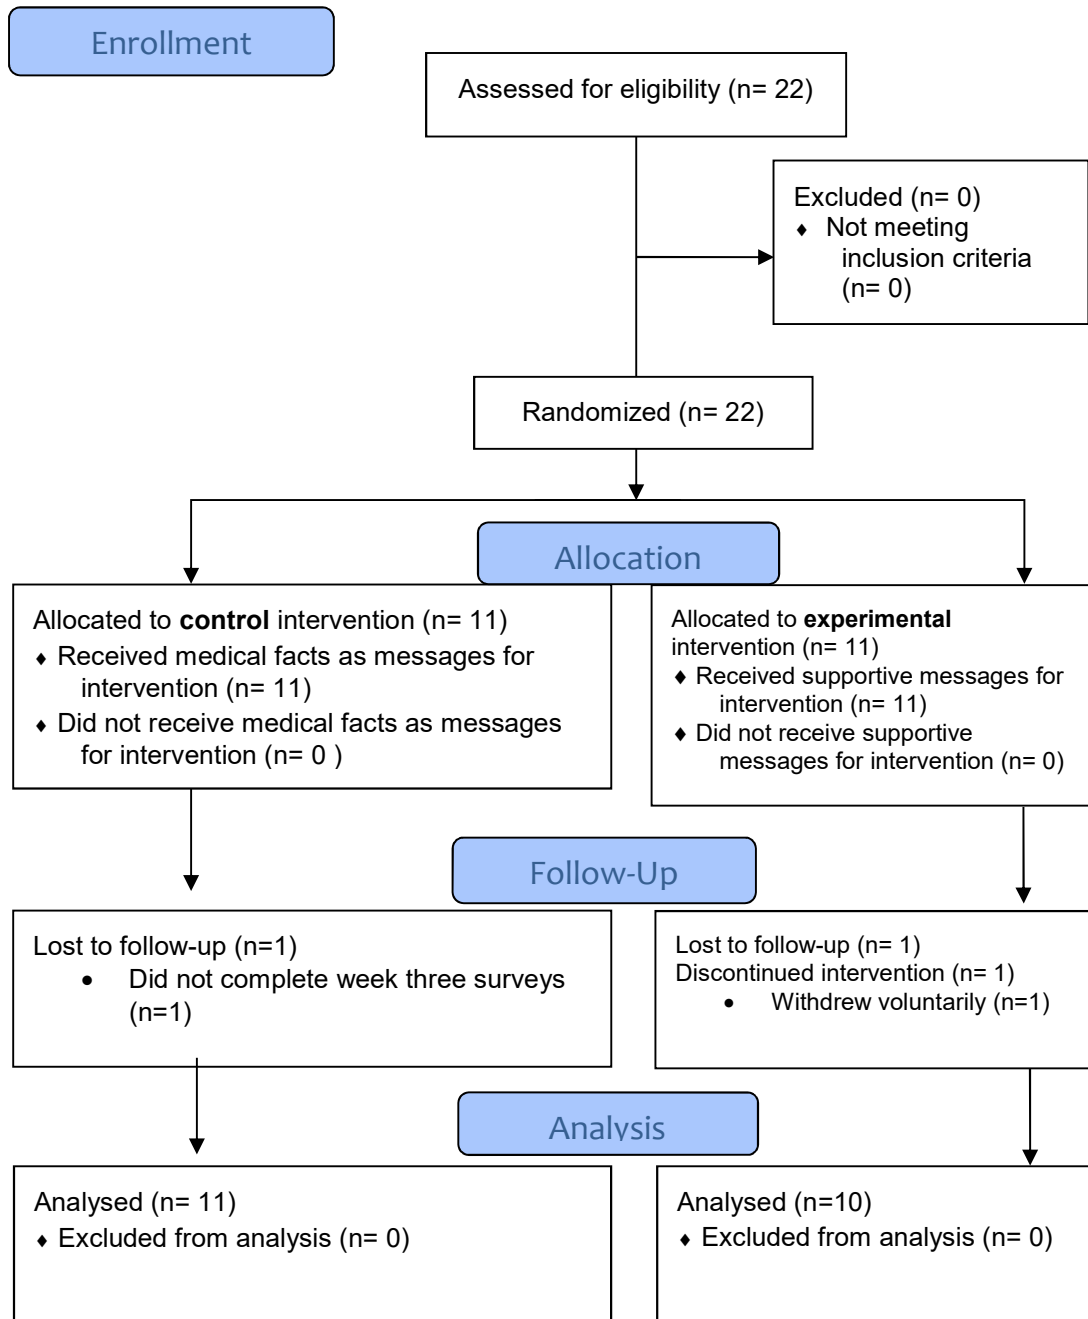 Enrollment
Assessed for eligibility (n= 22)
Excluded (n= 0)
♦ Not meeting
inclusion criteria
(n= 0)
Randomized (n= 22)
Allocation
Allocated to control intervention (n= 11)
♦ Received medical facts as messages for
intervention (n= 11)
♦ Did not receive medical facts as messages
for intervention (n= 0 )
Allocated to experimental
intervention (n= 11)
♦ Received supportive messages for
intervention (n= 11)
♦ Did not receive supportive
messages for intervention (n= 0)
Follow-Up
Lost to follow-up (n=1)
• Did not complete week three surveys
(n=1)
Lost to follow-up (n= 1)
Discontinued intervention (n= 1)
• Withdrew voluntarily (n=1)
Analysis
Analysed (n= 11)
♦ Excluded from analysis (n= 0)
Analysed (n=10)
♦ Excluded from analysis (n= 0)